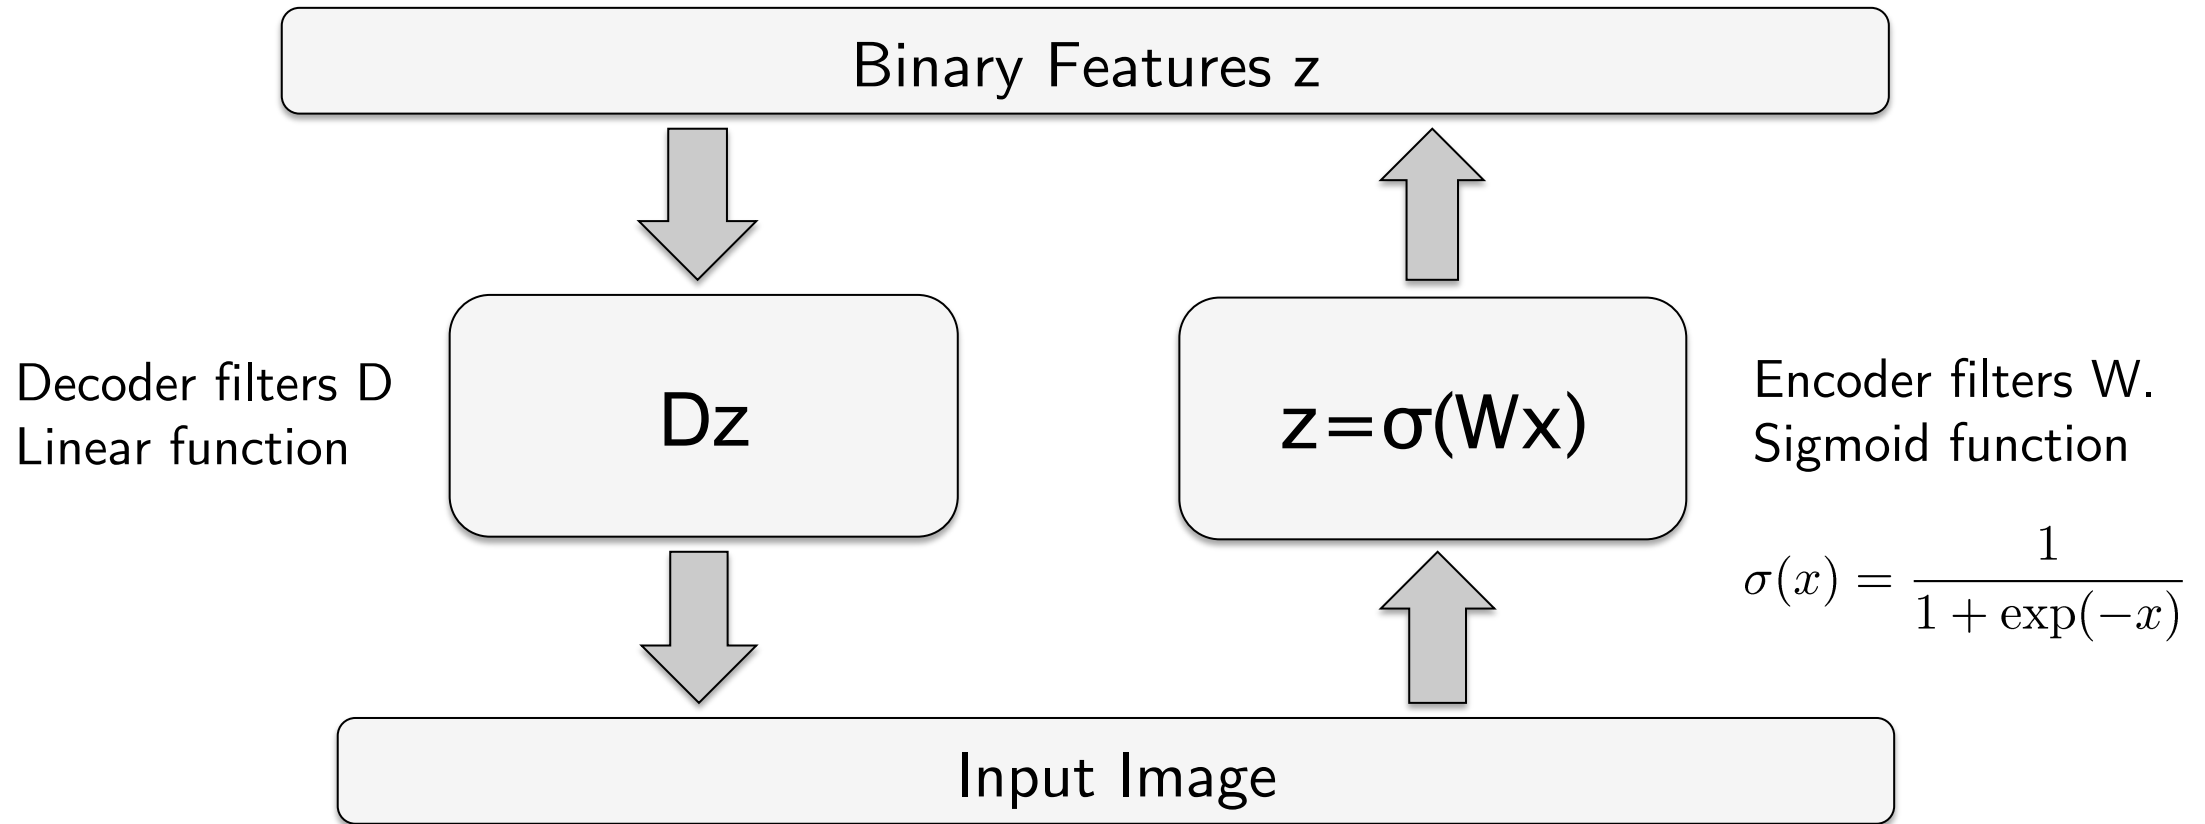 Binary Features z
Decoder filters D
Linear function
Dz
z=σ(Wx)
Encoder filters W.
Sigmoid function
σ(x) = 1 / (1 + exp(−x))
Input Image